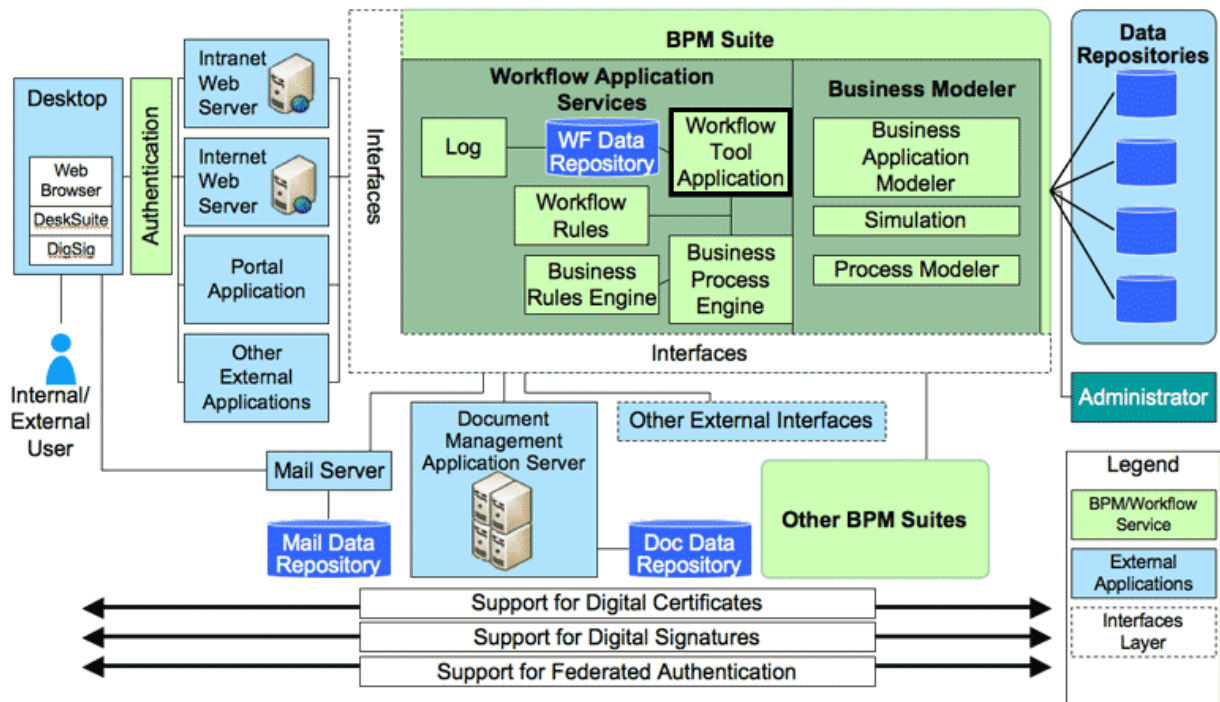 Desktop
Web
Browser
DeskSuite
DigSig
Internal/
External
User
Authentication
Intranet
Web
Server
Internet
Web
Server
Portal
Application
Other
External
Applications
Interfaces
BPM Suite
Workflow Application
Services
Log
WF Data
Repository
Workflow
Tool
Application
Workflow
Rules
Business
Rules Engine
Business
Process
Engine
Business Modeler
Business
Application
Modeler
Simulation
Process Modeler
Interfaces
Data
Repositories
Administrator
Mail Server
Mail Data
Repository
Document
Management
Application Server
Doc Data
Repository
Other External Interfaces
Other BPM Suites
Legend
BPM/Workflow
Service
External
Applications
Interfaces
Layer
Support for Digital Certificates
Support for Digital Signatures
Support for Federated Authentication